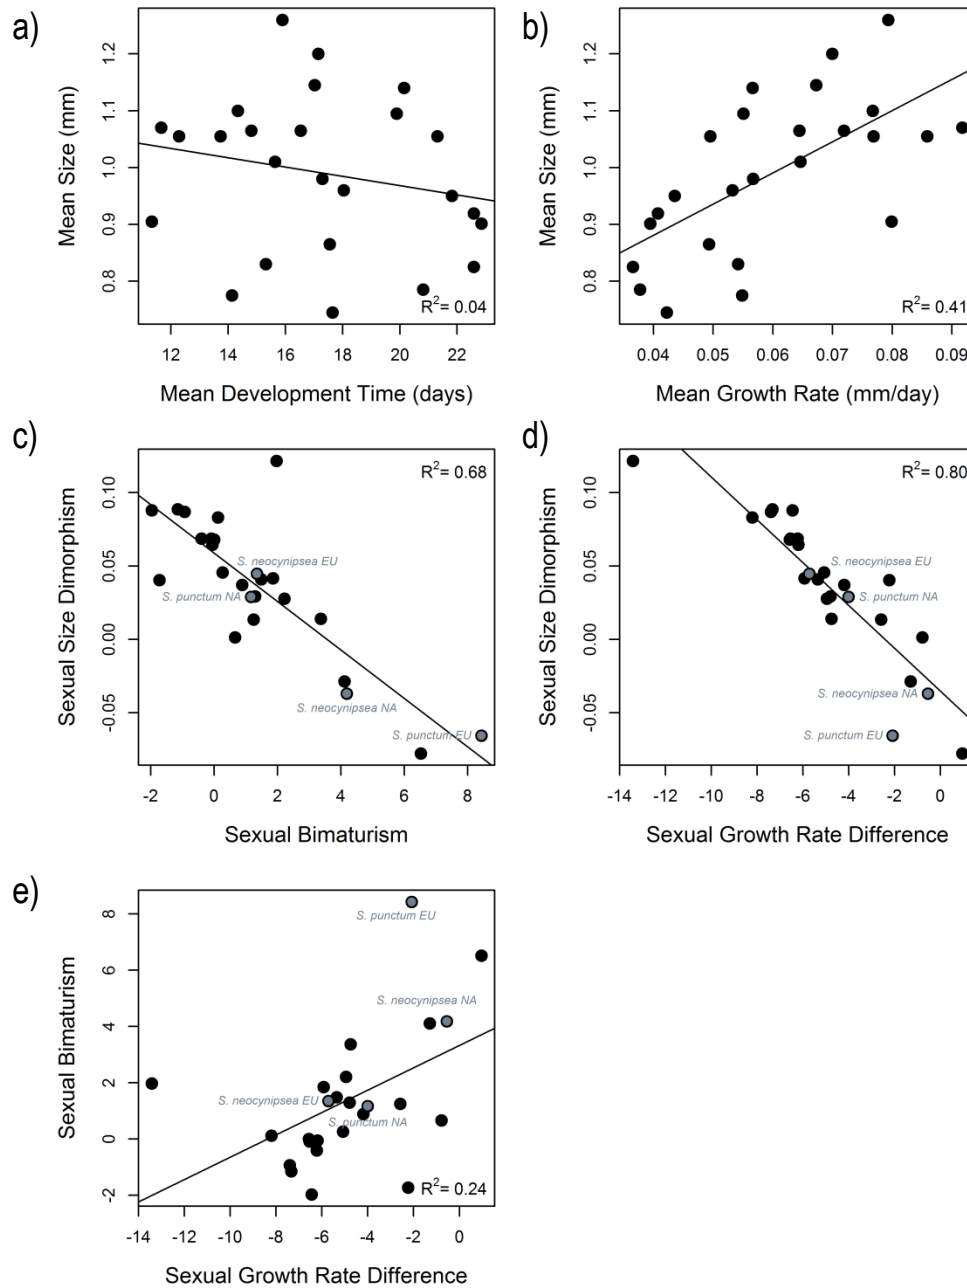 a)
Mean Size (mm)
0.8 0.9 1.0 1.1 1.2
R2= 0.04
12 14 16 18 20 22
Mean Development Time (days)
b)
Mean Size (mm)
0.8 0.9 1.0 1.1 1.2
R2= 0.41
0.04 0.05 0.06 0.07 0.08 0.09
Mean Growth Rate (mm/day)
c)
Sexual Size Dimorphism
-0.05 0.00 0.05 0.10
R2= 0.68
S. neocynipsea EU
S. punctum NA
S. neocynipsea NA
S. punctum EU
-2 0 2 4 6 8
Sexual Bimaturism
d)
Sexual Size Dimorphism
-0.05 0.00 0.05 0.10
R2= 0.80
S. neocynipsea EU
S. punctum NA
S. neocynipsea NA
S. punctum EU
-14 -12 -10 -8 -6 -4 -2 0
Sexual Growth Rate Difference
e)
Sexual Bimaturism
-2 0 2 4 6 8
S. punctum EU
S. neocynipsea NA
S. neocynipsea EU
S. punctum NA
R2= 0.24
-14 -12 -10 -8 -6 -4 -2 0
Sexual Growth Rate Difference